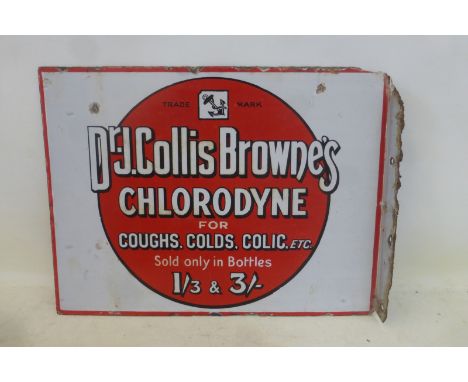 TRADE MARK
Dr. J. Collis Browne's
CHLORODYNE
FOR
COUGHS. COLDS. COLIC. ETC.
Sold only in Bottles
1/3 & 3/-